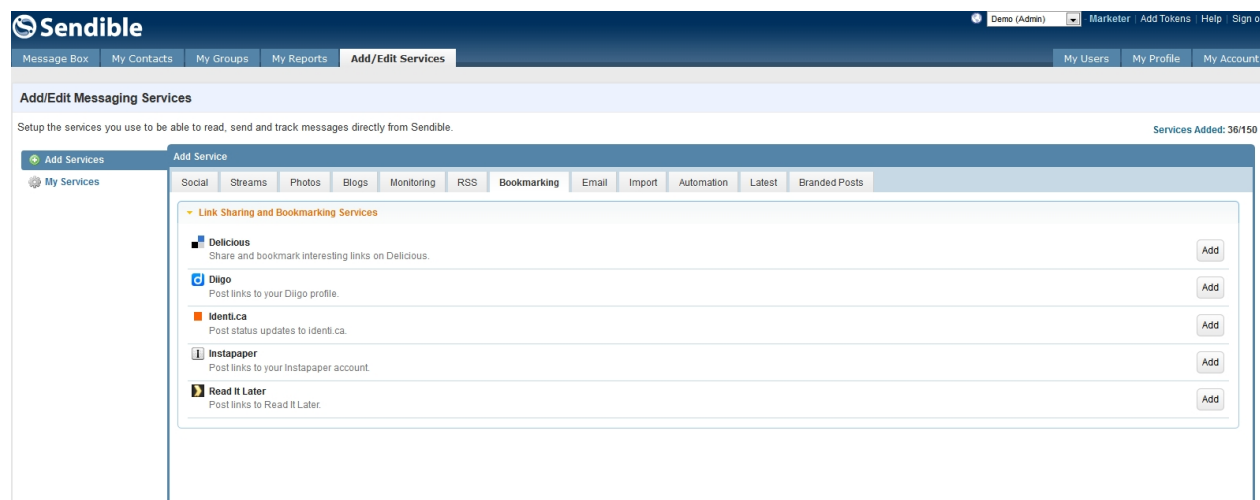 Sendible
Demo (Admin) - Marketer | Add Tokens | Help | Sign o
Message Box My Contacts My Groups My Reports Add/Edit Services My Users My Profile My Account
Add/Edit Messaging Services
Setup the services you use to be able to read, send and track messages directly from Sendible.
Services Added: 36/150
Add Services
My Services
Add Service
Social Streams Photos Blogs Monitoring RSS Bookmarking Email Import Automation Latest Branded Posts
Link Sharing and Bookmarking Services
Delicious
Share and bookmark interesting links on Delicious.
Add
Diigo
Post links to your Diigo profile.
Add
Identi.ca
Post status updates to identi.ca.
Add
Instapaper
Post links to your Instapaper account.
Add
Read It Later
Post links to Read It Later.
Add